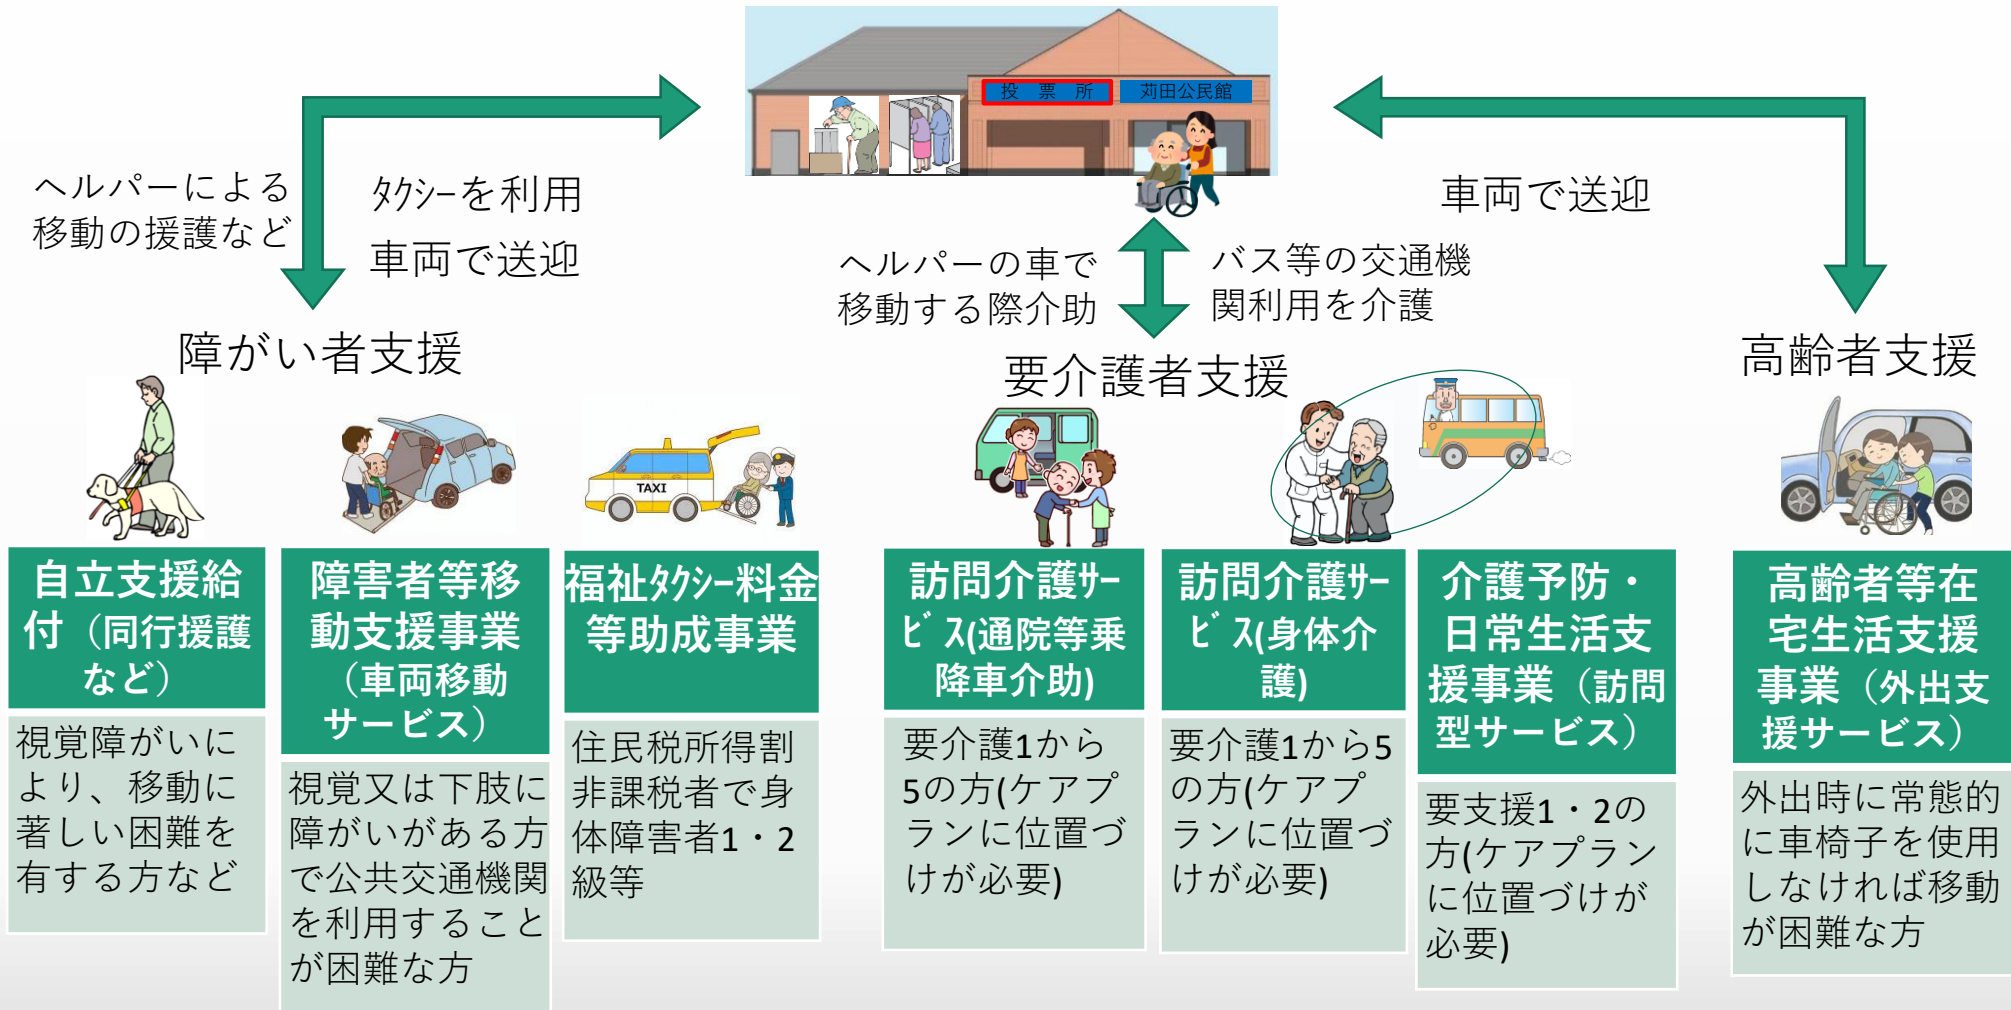 投 票 所
苅田公民館
ヘルパーによる
移動の援護など
ﾀｸｼｰを利用
車両で送迎
ヘルパーの車で
移動する際介助
バス等の交通機
関利用を介護
車両で送迎
障がい者支援
要介護者支援
高齢者支援
TAXI
自立支援給
付（同行援護
など）
視覚障がいに
より、移動に
著しい困難を
有する方など
障害者等移
動支援事業
（車両移動
サービス）
視覚又は下肢に
障がいがある方
で公共交通機関
を利用すること
が困難な方
福祉ﾀｸｼｰ料金
等助成事業
住民税所得割
非課税者で身
体障害者1・2
級等
訪問介護ｻｰ
ﾋﾞｽ(通院等乗
降車介助)
要介護1から
5の方(ケアプ
ランに位置づ
けが必要)
訪問介護ｻｰ
ﾋﾞｽ(身体介
護)
要介護1から5
の方(ケアプ
ランに位置づ
けが必要)
介護予防・
日常生活支
援事業（訪問
型サービス）
要支援1・2の
方(ケアプラン
に位置づけが
必要)
高齢者等在
宅生活支援
事業（外出支
援サービス）
外出時に常態的
に車椅子を使用
しなければ移動
が困難な方